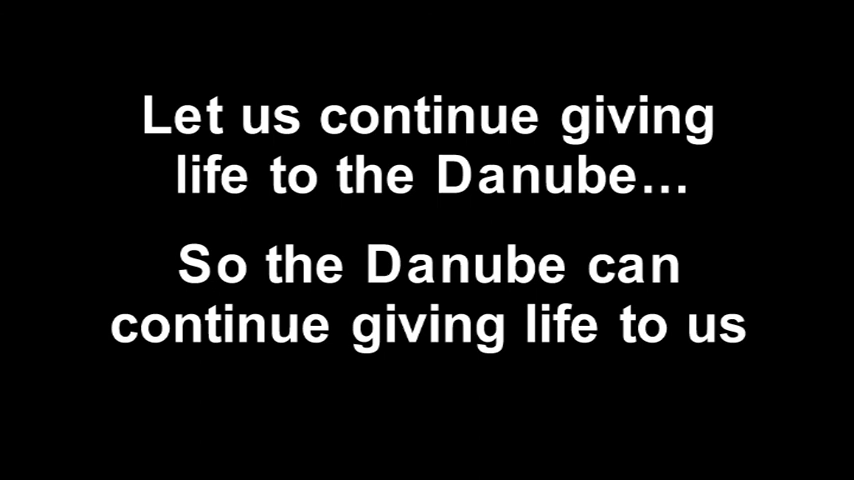 Let us continue giving
life to the Danube...
So the Danube can
continue giving life to us